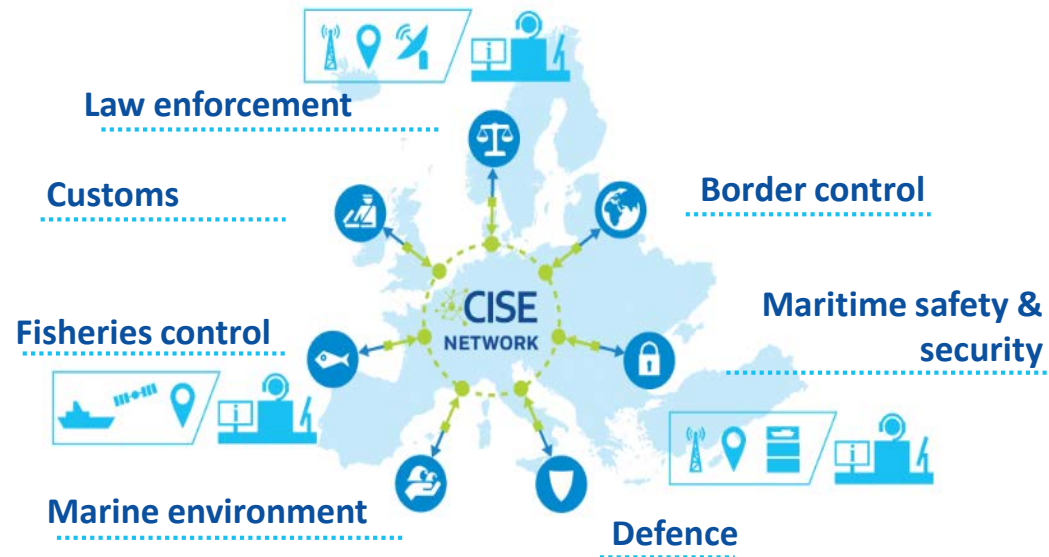 Law enforcement
Customs
Border control
CISE
NETWORK
Maritime safety &
security
Fisheries control
Marine environment
Defence